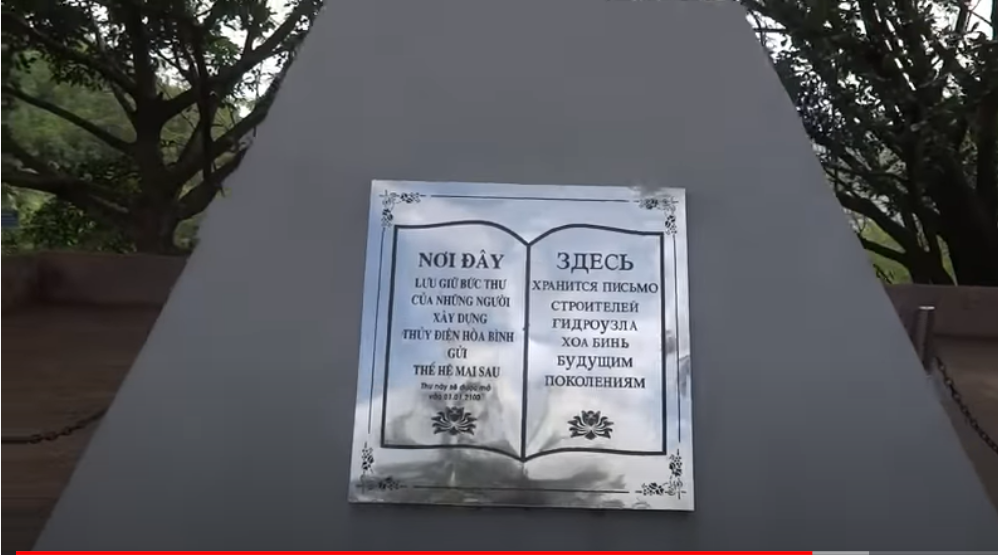 NƠI ĐÂY
LƯU GIỮ BỨC THƯ
CỦA NHỮNG NGƯỜI
XÂY DỰNG
THỦY ĐIỆN HÒA BÌNH
GỬI
THẾ HỆ MAI SAU
Thư này sẽ được mở
vào 01.01.2100
ЗДЕСЬ
ХРАНИТСЯ ПИСЬМО
СТРОИТЕЛЕЙ
ГИДРОУЗЛА
ХОА БИНЬ
БУДУЩИМ
ПОКОЛЕНИЯМ